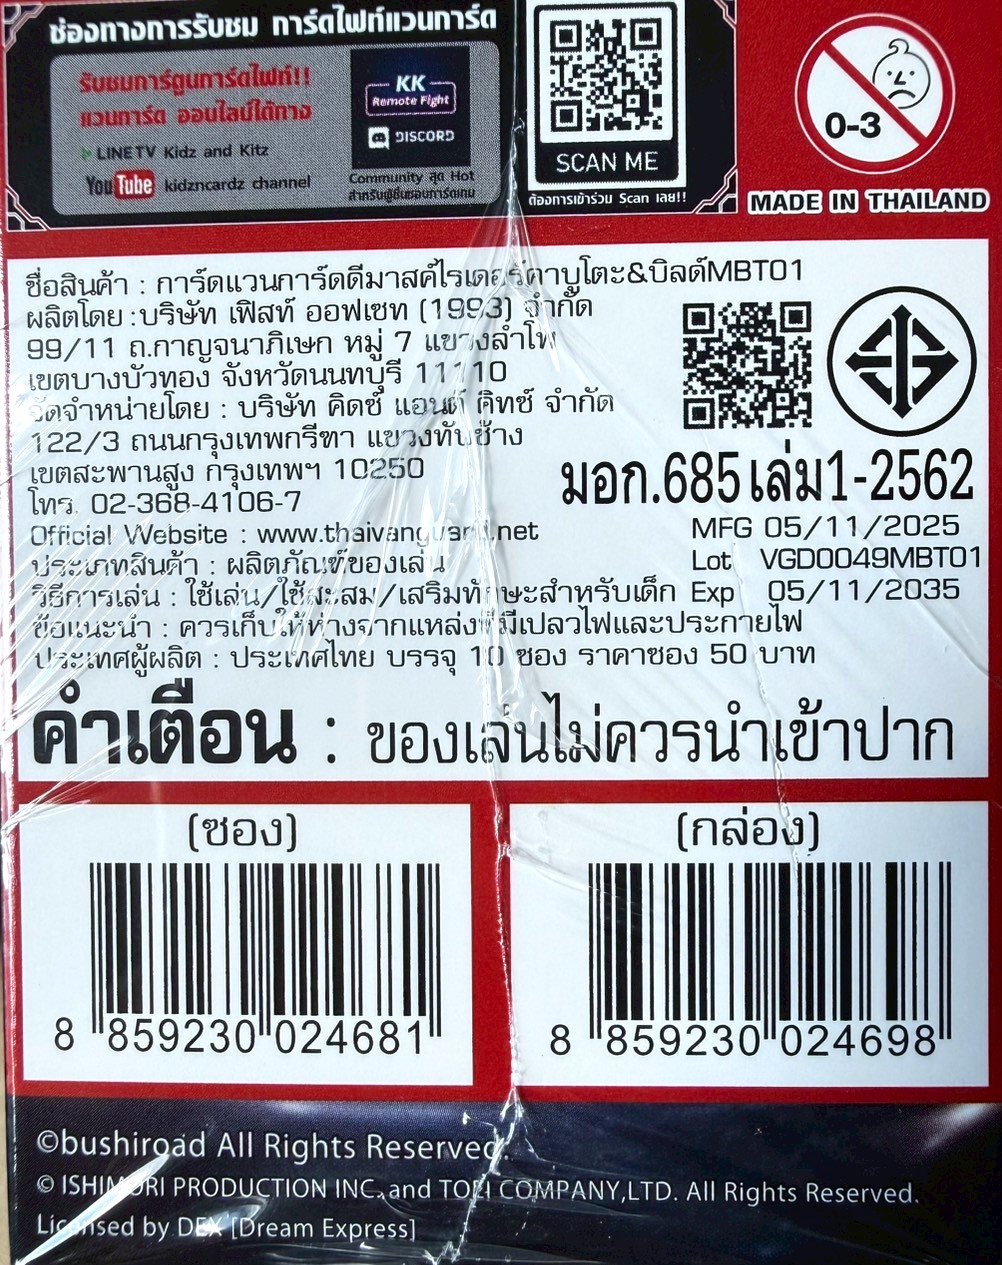 ช่องทางการรับชม การ์ดไฟท์แวนการ์ด
รับชมการ์ตูนการ์ดไฟท์!!
แวนการ์ด ออนไลน์ได้ทาง
LINETV Kidz and Kitz
YouTube kidzncardz channel
KK
Remote Fight
DISCORD
Community สุด Hot
สำหรับผู้ชื่นชอบการ์ดเกม
SCAN ME
ต้องการเข้าร่วม Scan เลย!!
0-3
MADE IN THAILAND
ชื่อสินค้า : การ์ดแวนการ์ดดีมาสค์ไรเดอร์คาบูโตะ&บิลด์MBT01
ผลิตโดย :บริษัท เฟิสท์ ออฟเซท (1993) จำกัด
99/11 ถ.กาญจนาภิเษก หมู่ 7 แขวงลำโพ
เขตบางบัวทอง จังหวัดนนทบุรี 11110
จัดจำหน่ายโดย : บริษัท คิดซ์ แอนด์ คิทซ์ จำกัด
122/3 ถนนกรุงเทพกรีฑา แขวงทับช้าง
เขตสะพานสูง กรุงเทพฯ 10250
โทร. 02-368-4106-7
Official Website : www.thaivanguard.net
ประเภทสินค้า : ผลิตภัณฑ์ของเล่น
วิธีการเล่น : ใช้เล่น/ใช้สะสม/เสริมทักษะสำหรับเด็ก
ข้อแนะนำ : ควรเก็บให้ห่างจากแหล่งที่มีเปลวไฟและประกายไฟ
ประเทศผู้ผลิต : ประเทศไทย บรรจุ 10 ซอง ราคาซอง 50 บาท
มอก.685เล่ม1-2562
MFG 05/11/2025
Lot VGD0049MBT01
Exp 05/11/2035
คำเตือน : ของเล่นไม่ควรนำเข้าปาก
(ซอง)
8 859230 024681
(กล่อง)
8 859230 024698
©bushiroad All Rights Reserved.
© ISHIMORI PRODUCTION INC. and TOEI COMPANY,LTD. All Rights Reserved.
Licensed by DEX [Dream Express]